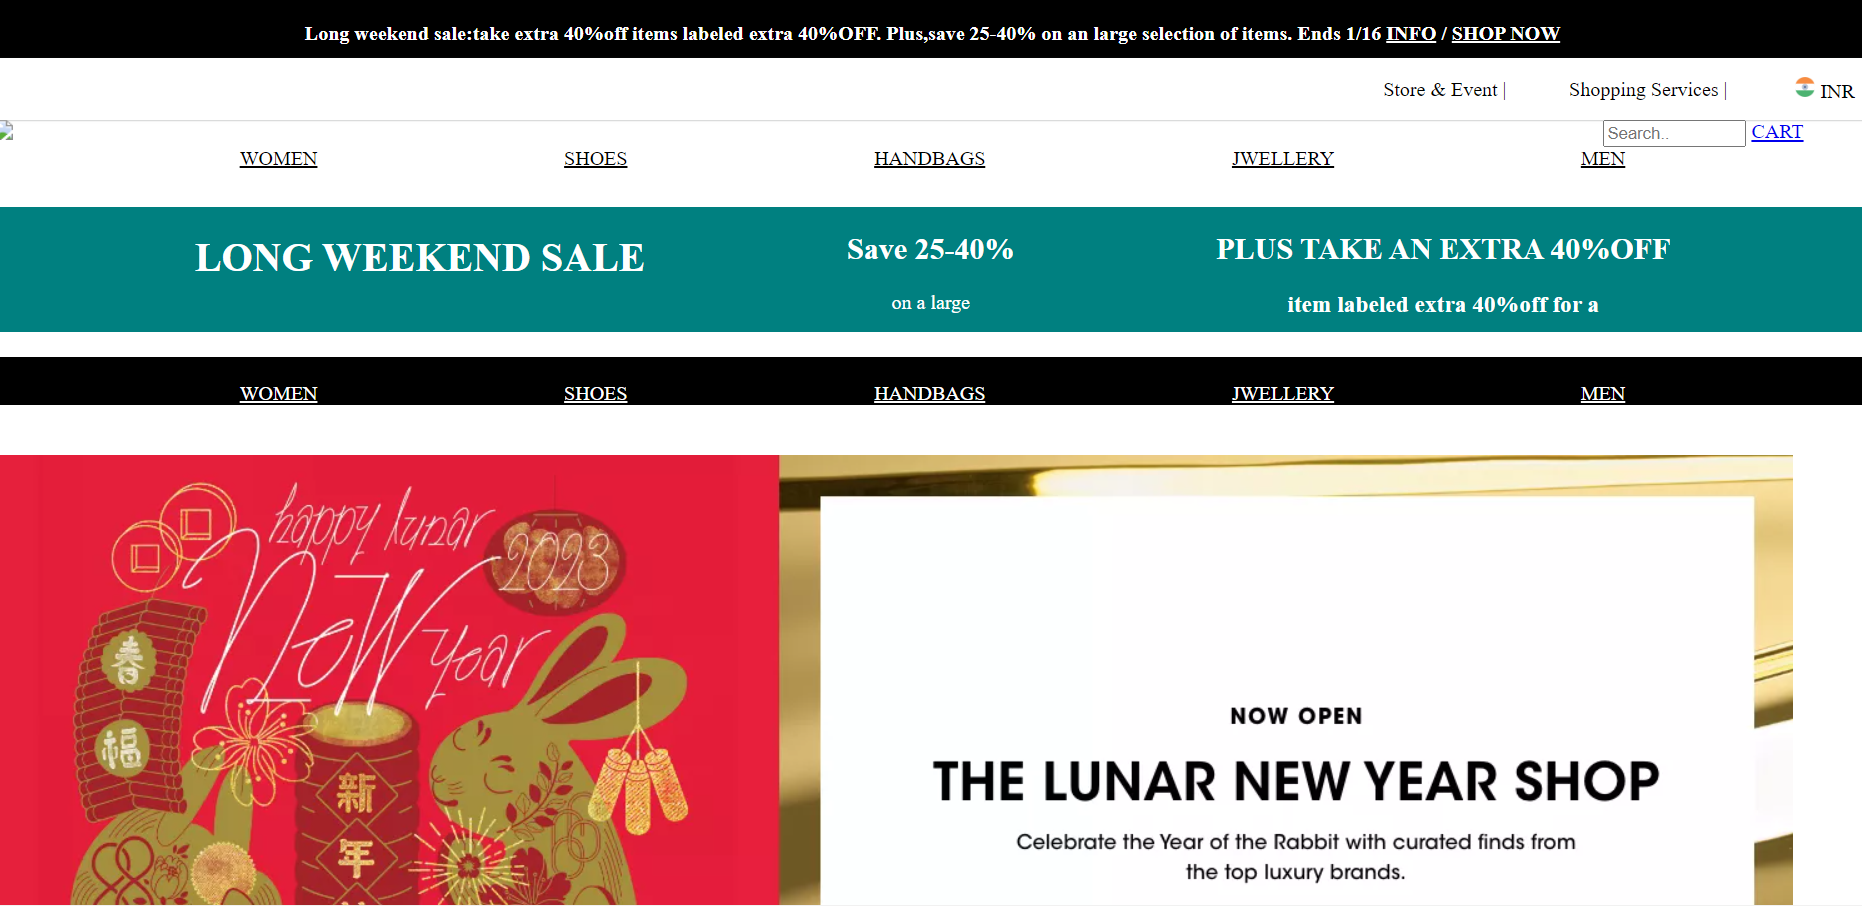 Long weekend sale:take extra 40%off items labeled extra 40%OFF. Plus,save 25-40% on an large selection of items. Ends 1/16 INFO / SHOP NOW
Store & Event | Shopping Services | INR
Search.. CART
WOMEN SHOES HANDBAGS JWELLERY MEN
LONG WEEKEND SALE Save 25-40% PLUS TAKE AN EXTRA 40%OFF
on a large item labeled extra 40%off for a
WOMEN SHOES HANDBAGS JWELLERY MEN
happy lunar
2023
New Year
春
福
新
年
NOW OPEN
THE LUNAR NEW YEAR SHOP
Celebrate the Year of the Rabbit with curated finds from
the top luxury brands.